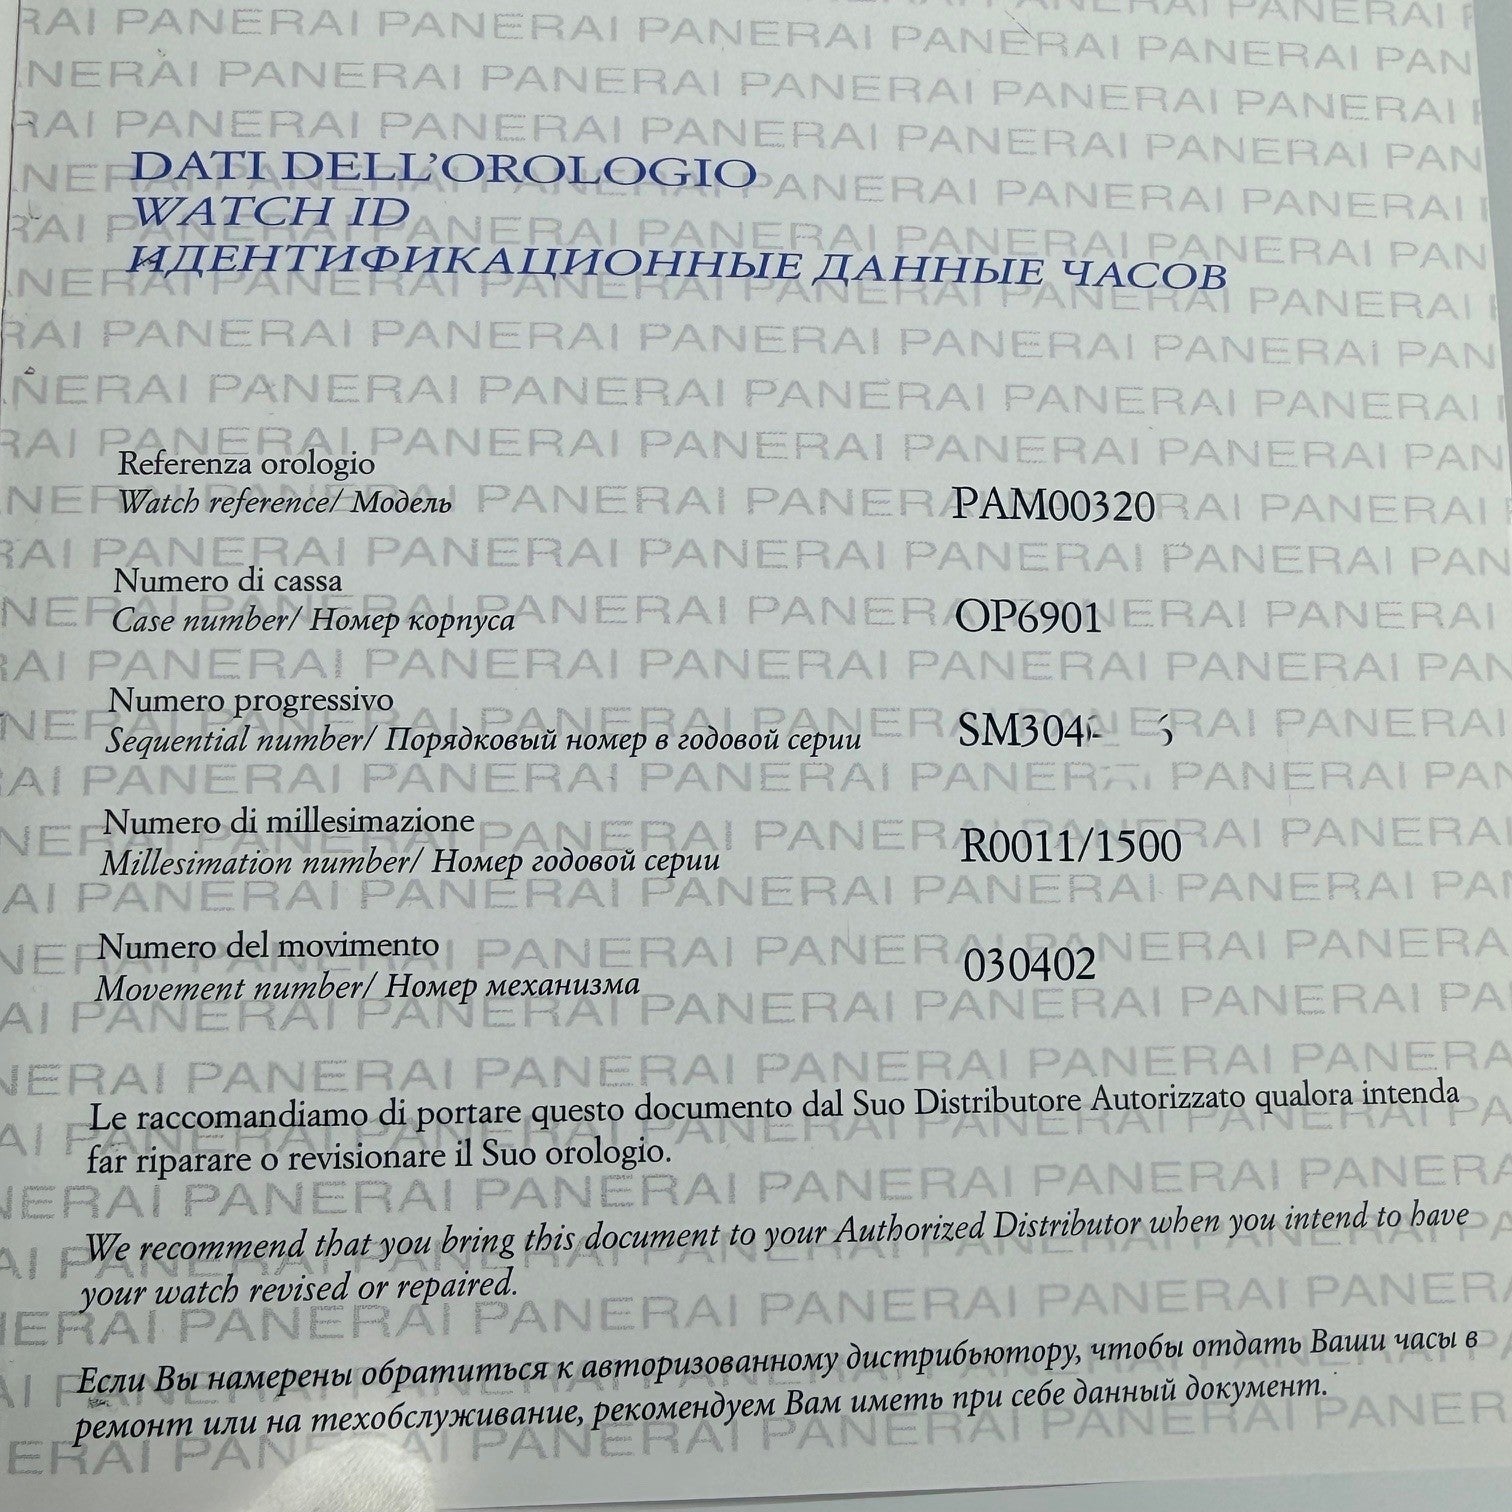 DATI DELL'OROLOGIO
WATCH ID
ИДЕНТИФИКАЦИОННЫЕ ДАННЫЕ ЧАСОВ
Referenza orologio
Watch reference/ Модель PAM00320
Numero di cassa
Case number/ Номер корпуса OP6901
Numero progressivo
Sequential number/ Порядковый номер в годовой серии
Numero di millesimazione
Millesimation number/ Номер годовой серии R0011/1500
Numero del movimento
Movement number/ Номер механизма 030402
Le raccomandiamo di portare questo documento dal Suo Distributore Autorizzato qualora intenda
far riparare o revisionare il Suo orologio.
We recommend that you bring this document to your Authorized Distributor when you intend to have
your watch revised or repaired.
Если Вы намерены обратиться к авторизованному дистрибьютору, чтобы отдать Ваши часы в
ремонт или на техобслуживание, рекомендуем Вам иметь при себе данный документ.